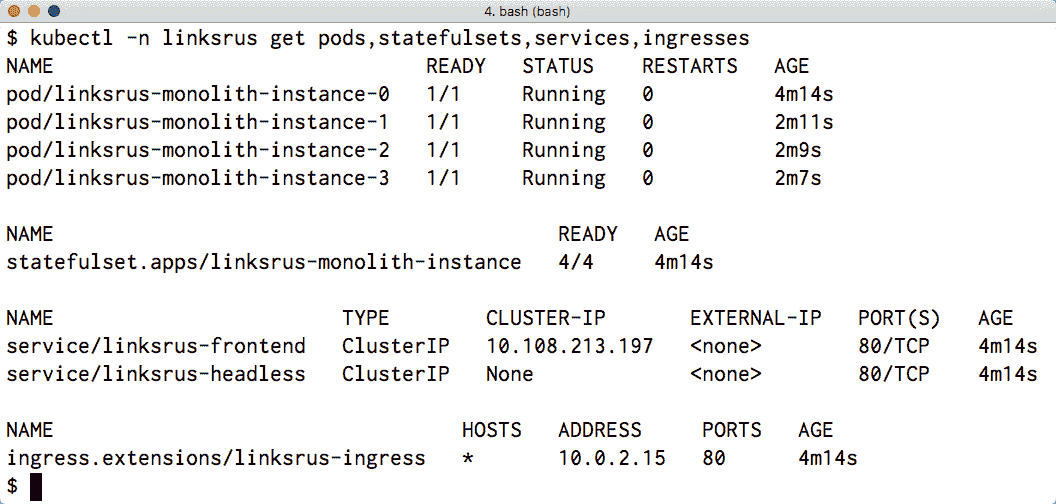 4. bash (bash)
$ kubectl -n linksrus get pods,statefulsets,services,ingresses
NAME READY STATUS RESTARTS AGE
pod/linksrus-monolith-instance-0 1/1 Running 0 4m14s
pod/linksrus-monolith-instance-1 1/1 Running 0 2m11s
pod/linksrus-monolith-instance-2 1/1 Running 0 2m9s
pod/linksrus-monolith-instance-3 1/1 Running 0 2m7s
NAME READY AGE
statefulset.apps/linksrus-monolith-instance 4/4 4m14s
NAME TYPE CLUSTER-IP EXTERNAL-IP PORT(S) AGE
service/linksrus-frontend ClusterIP 10.108.213.197 <none> 80/TCP 4m14s
service/linksrus-headless ClusterIP None <none> 80/TCP 4m14s
NAME HOSTS ADDRESS PORTS AGE
ingress.extensions/linksrus-ingress * 10.0.2.15 80 4m14s
$